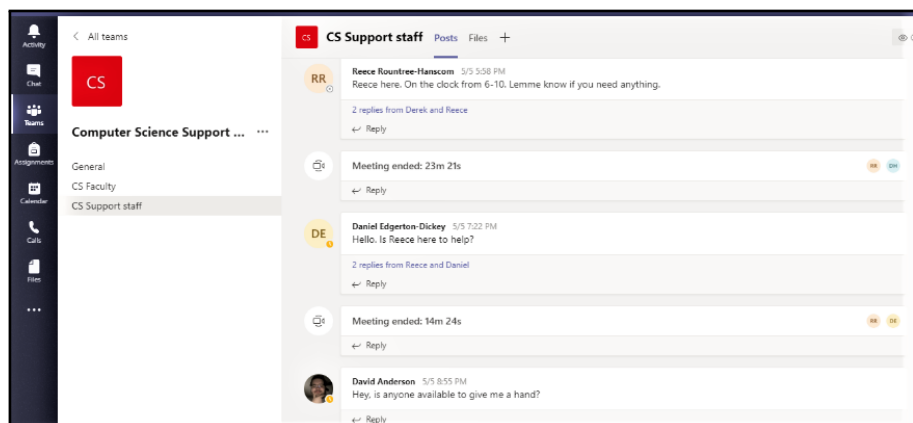 Activity
Chat
Teams
Assignments
Calendar
Calls
Files
All teams
CS
Computer Science Support ...
General
CS Faculty
CS Support staff
CS CS Support staff Posts Files
RR Reece Rountree-Hanscom 5/5 5:58 PM
Reece here. On the clock from 6-10. Lemme know if you need anything.
2 replies from Derek and Reece
Reply
Meeting ended: 23m 21s RR DH
Reply
DE Daniel Edgerton-Dickey 5/5 7:22 PM
Hello. Is Reece here to help?
2 replies from Reece and Daniel
Reply
Meeting ended: 14m 24s RR DE
Reply
David Anderson 5/5 8:55 PM
Hey, is anyone available to give me a hand?
Reply